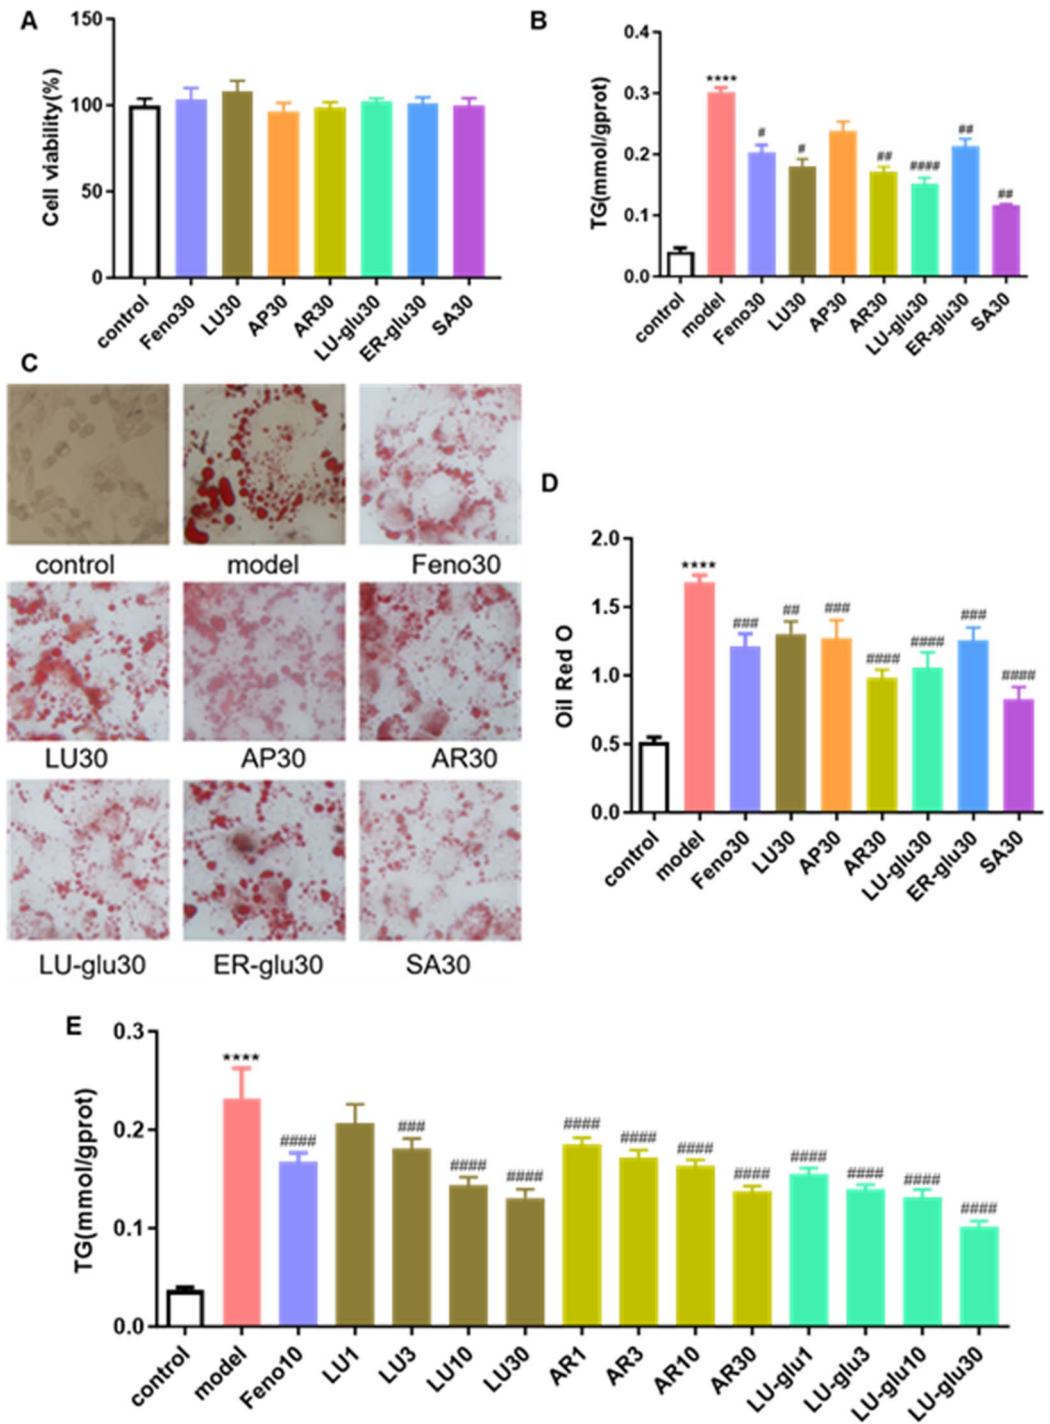 A
150
100
50
0
Cell viability(%)
control
Feno30
LU30
AP30
AR30
LU-glu30
ER-glu30
SA30
B
0.4
0.3
0.2
0.1
0.0
TG(mmol/gprot)
****
#
#
##
####
##
##
control
model
Feno30
LU30
AP30
AR30
LU-glu30
ER-glu30
SA30
C
control model Feno30
LU30 AP30 AR30
LU-glu30 ER-glu30 SA30
D
2.0
1.5
1.0
0.5
0.0
Oil Red O
****
###
##
###
####
####
###
####
control
model
Feno30
LU30
AP30
AR30
LU-glu30
ER-glu30
SA30
E
0.3
0.2
0.1
0.0
TG(mmol/gprot)
****
####
###
####
####
####
####
####
####
####
####
####
####
control
model
Feno10
LU1
LU3
LU10
LU30
AR1
AR3
AR10
AR30
LU-glu1
LU-glu3
LU-glu10
LU-glu30